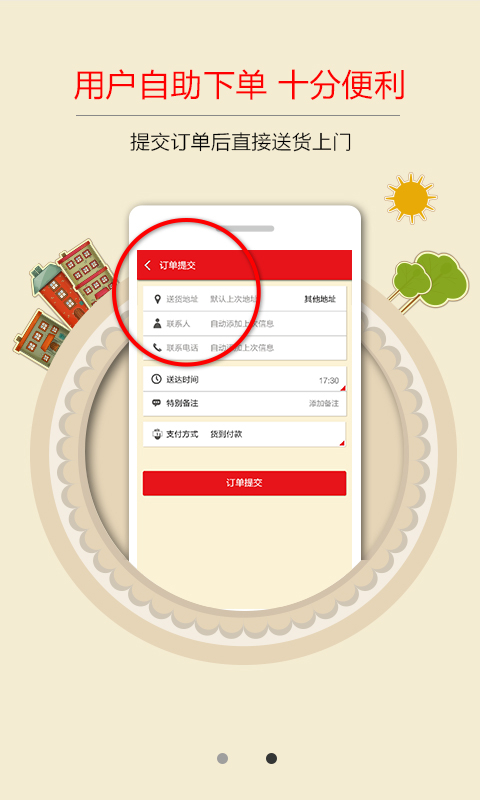 用户自助下单 十分便利
提交订单后直接送货上门
订单提交
送货地址 默认上次地址 其他地址
联系人 自动添加上次信息
联系电话 自动添加上次信息
送达时间 17:30
特别备注 添加备注
支付方式 货到付款
订单提交